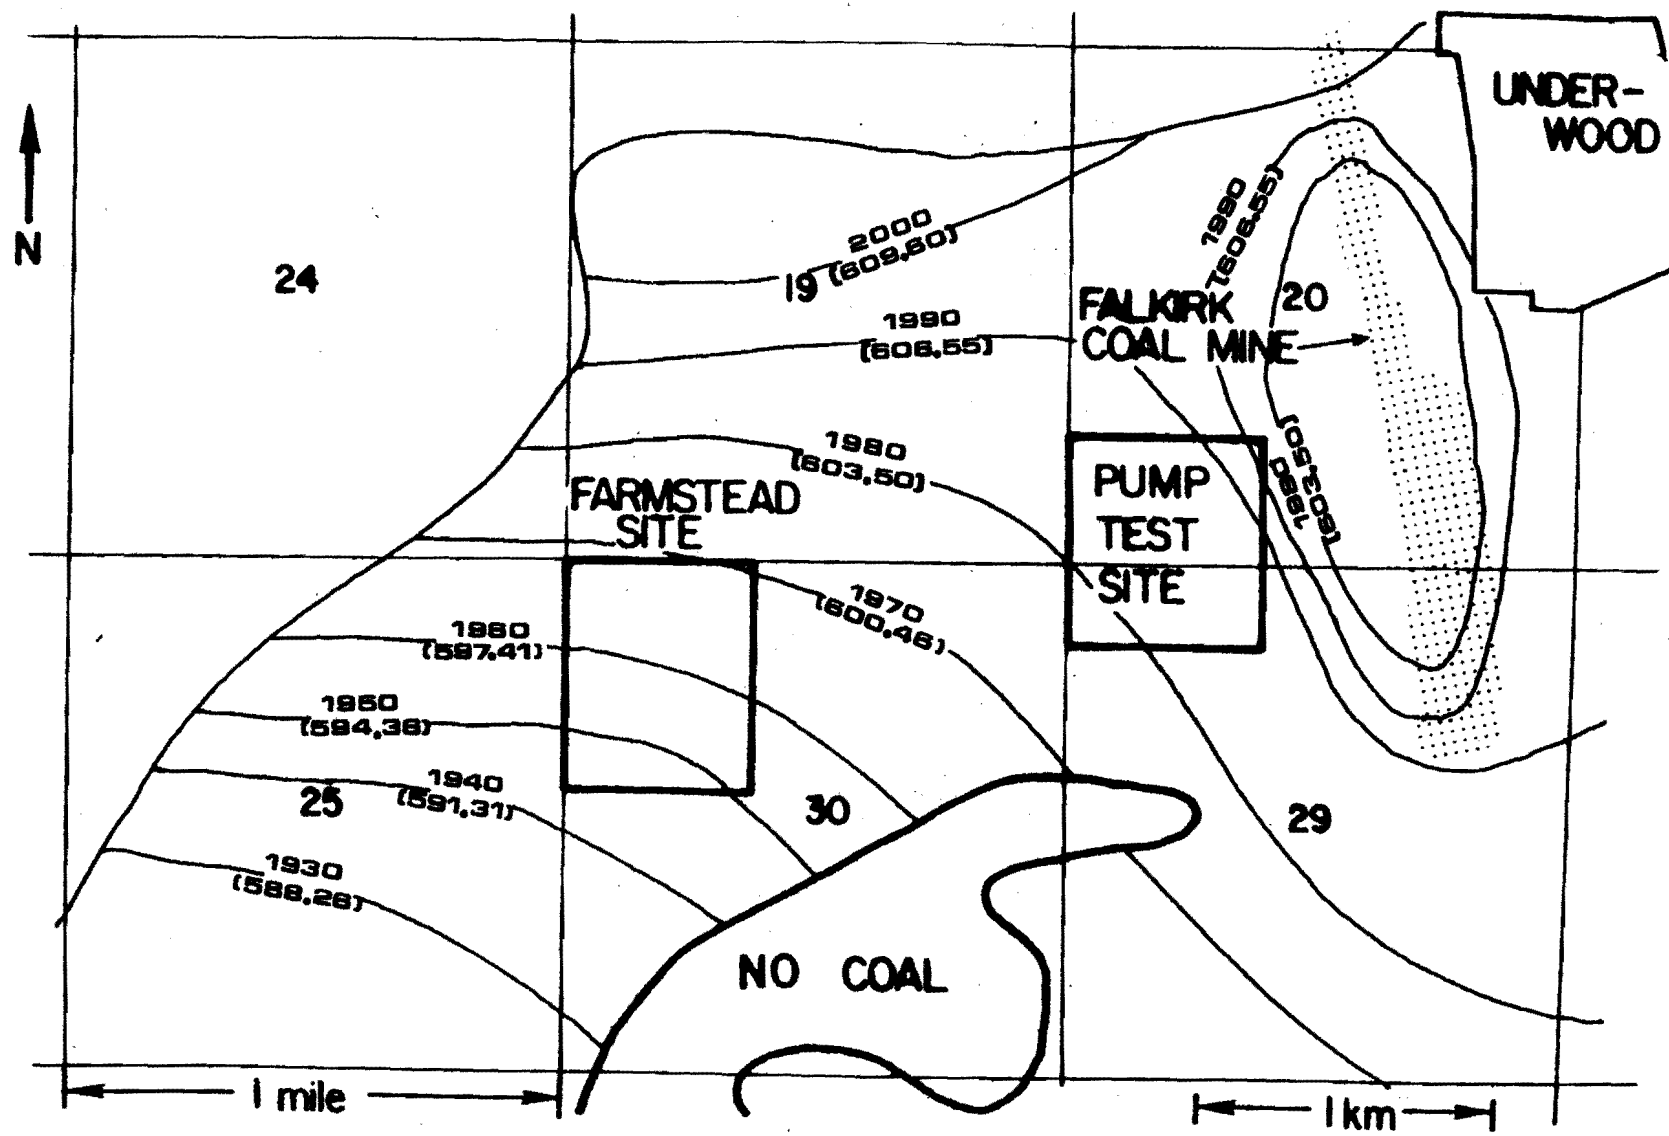 UNDER-
WOOD
N
24
2000
(609.60)
19
1990
(606.55)
1990
(606.55)
FALKIRK
COAL MINE
20
1980
(603.50)
1980
(603.50)
FARMSTEAD
SITE
PUMP
TEST
SITE
1970
(600.46)
1960
(597.41)
1950
(594.36)
1940
(591.31)
25
30
29
1930
(588.26)
NO COAL
1 mile
1 km